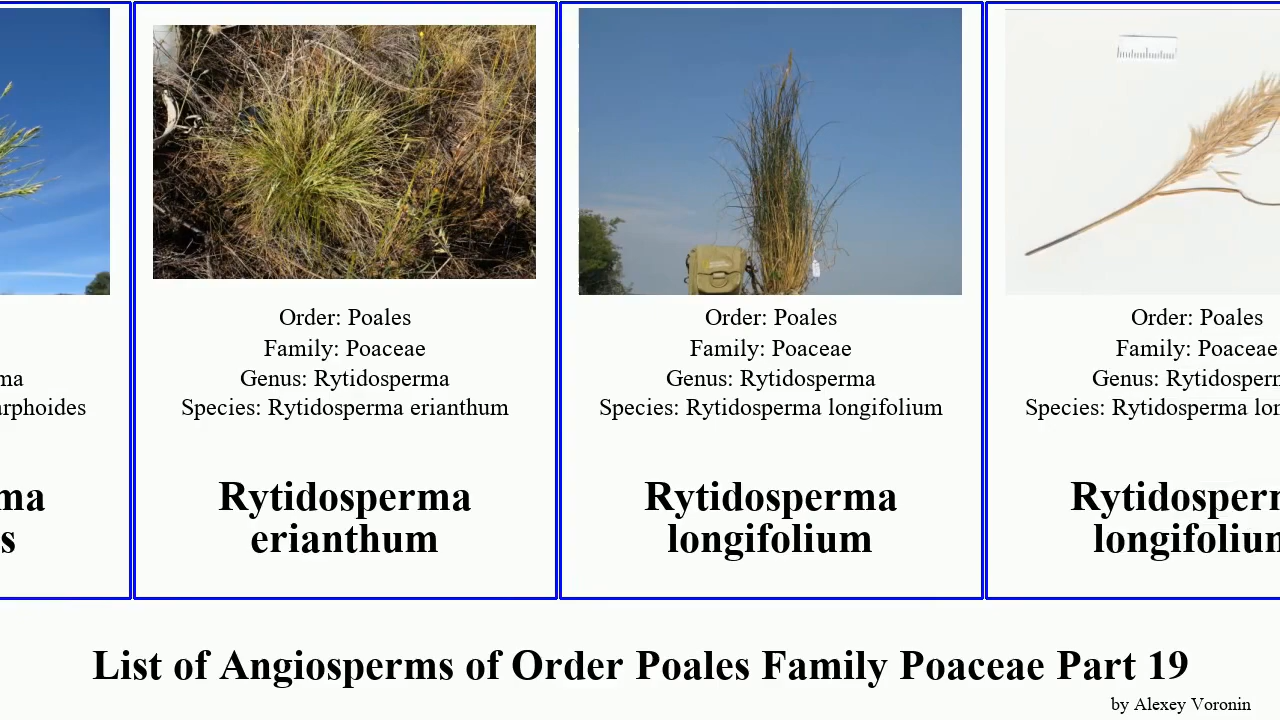 ma
arphoides
ma
s
Order: Poales
Family: Poaceae
Genus: Rytidosperma
Species: Rytidosperma erianthum
Rytidosperma
erianthum
Order: Poales
Family: Poaceae
Genus: Rytidosperma
Species: Rytidosperma longifolium
Rytidosperma
longifolium
Order: Poales
Family: Poaceae
Genus: Rytidosper
Species: Rytidosperma lon
Rytidosper
longifoliu
List of Angiosperms of Order Poales Family Poaceae Part 19
by Alexey Voronin